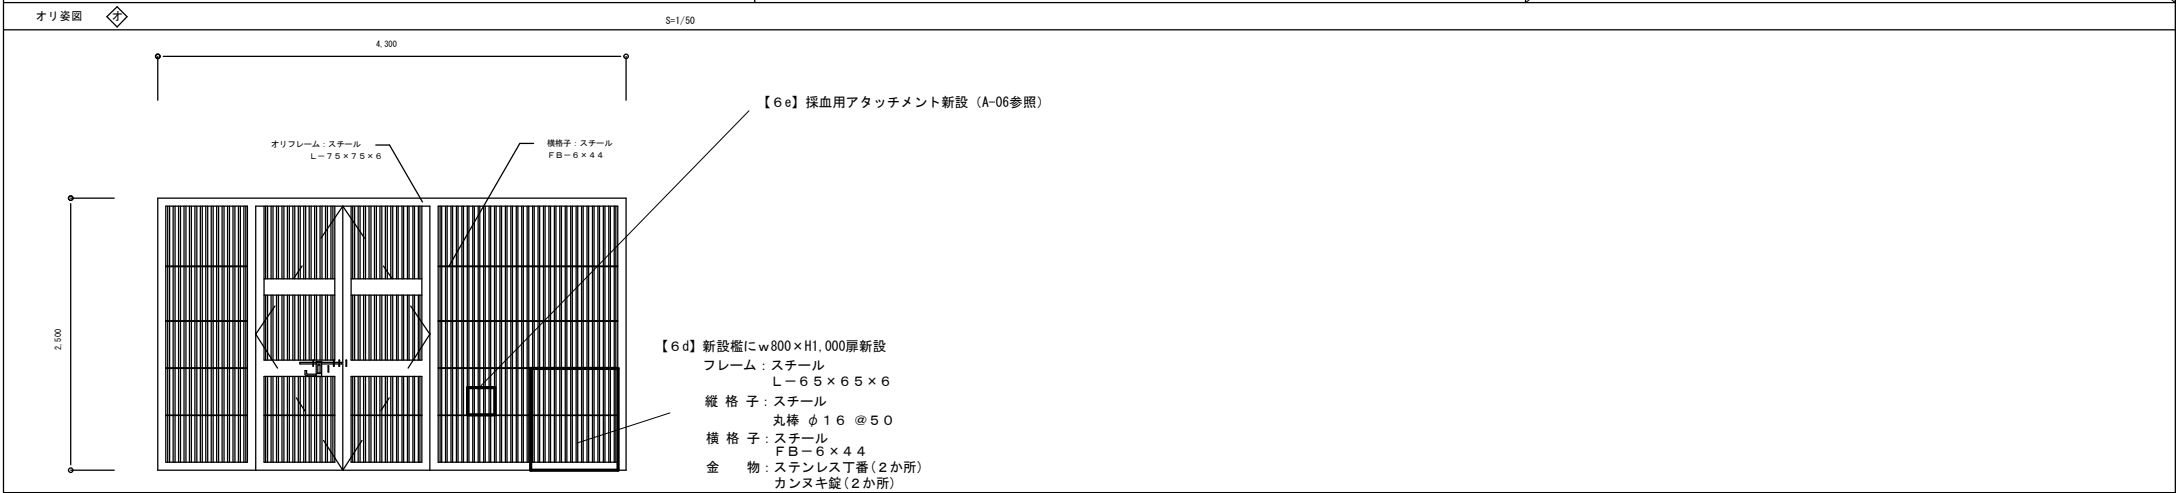 オリ姿図 オ S=1/50
4,300
【6e】採血用アタッチメント新設（A-06参照）
オリフレーム：スチール
L－75×75×6
横格子：スチール
FB－6×44
2,500
【6d】新設檻にw800×H1,000扉新設
フレーム：スチール
L－65×65×6
縦 格 子：スチール
丸棒 φ16 @50
横 格 子：スチール
FB－6×44
金　　物：ステンレス丁番(2か所)
カンヌキ錠(2か所)